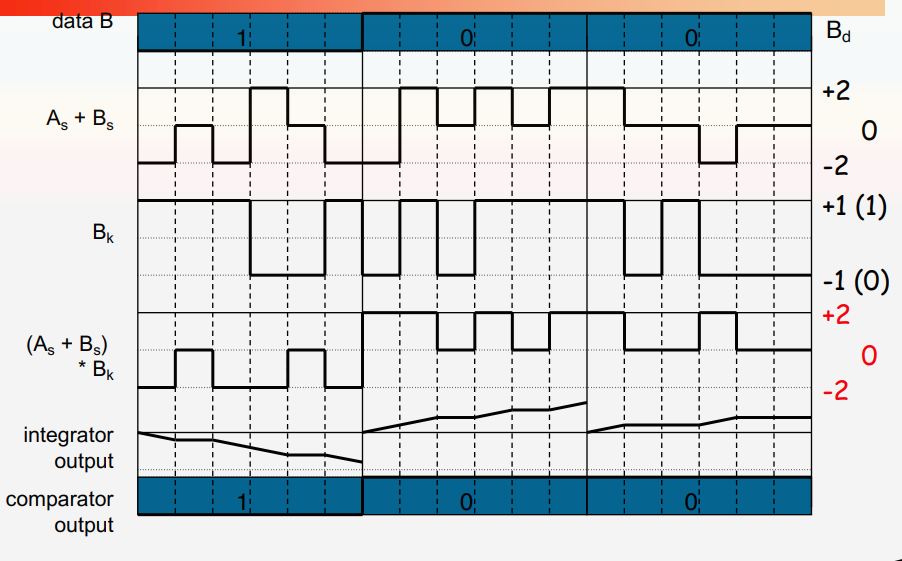 data B 1 0 0 B_d
+2
A_s + B_s 0
-2
+1 (1)
B_k
-1 (0)
+2
(A_s + B_s) 0
* B_k
-2
integrator
output
comparator 1 0 0
output